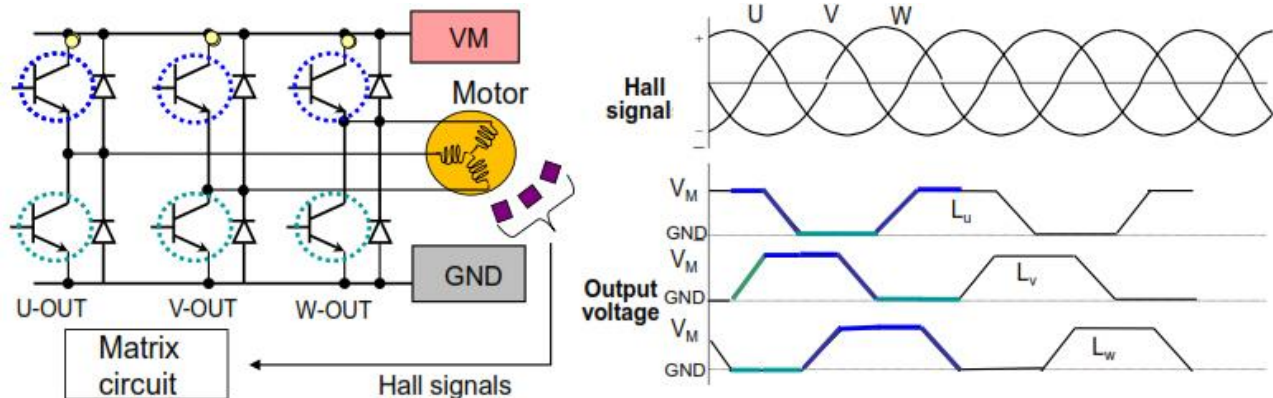 VM
Motor
GND
U-OUT V-OUT W-OUT
Matrix
circuit
Hall signals
U V W
Hall
signal
+
−
Output
voltage
VM
GND
Lu
VM
GND
Lv
VM
GND
Lw